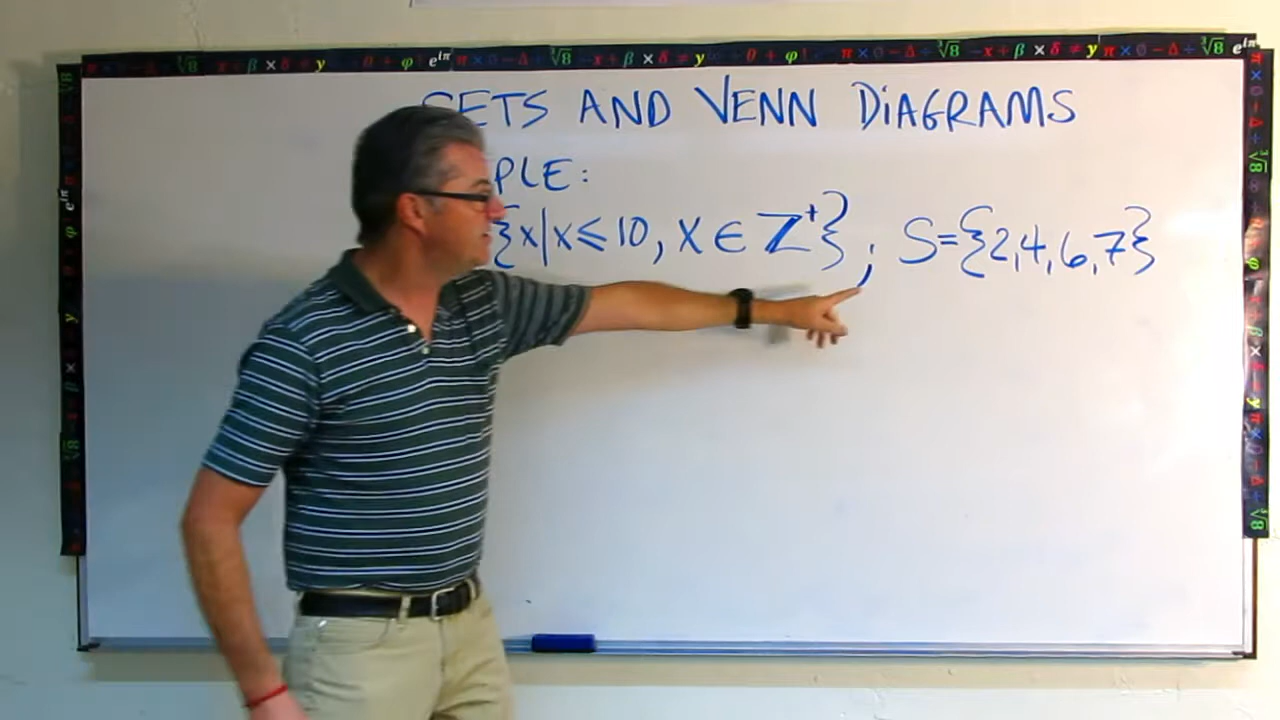 SETS AND VENN DIAGRAMS
PLE:
{x|x≤10, x∈ℤ⁺} ; S={2,4,6,7}